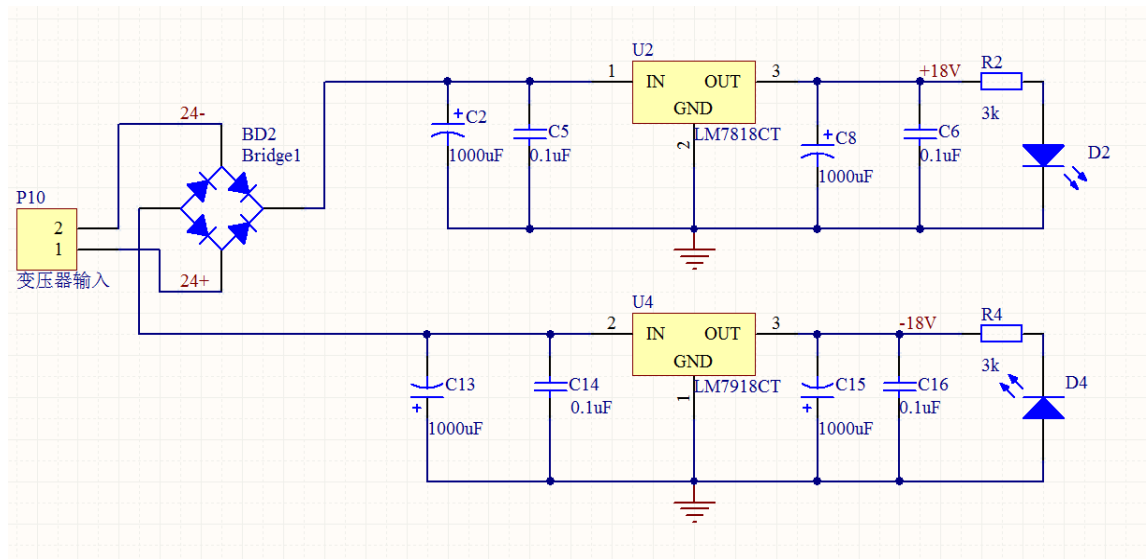 24-
BD2
Bridge1
P10
2
1
变压器输入
24+
1
U2
IN OUT
GND
LM7818CT
2
3
C2
1000uF
C5
0.1uF
C8
1000uF
+18V
C6
0.1uF
R2
3k
D2
2
U4
IN OUT
GND
LM7918CT
1
3
C13
1000uF
C14
0.1uF
C15
1000uF
-18V
C16
0.1uF
R4
3k
D4